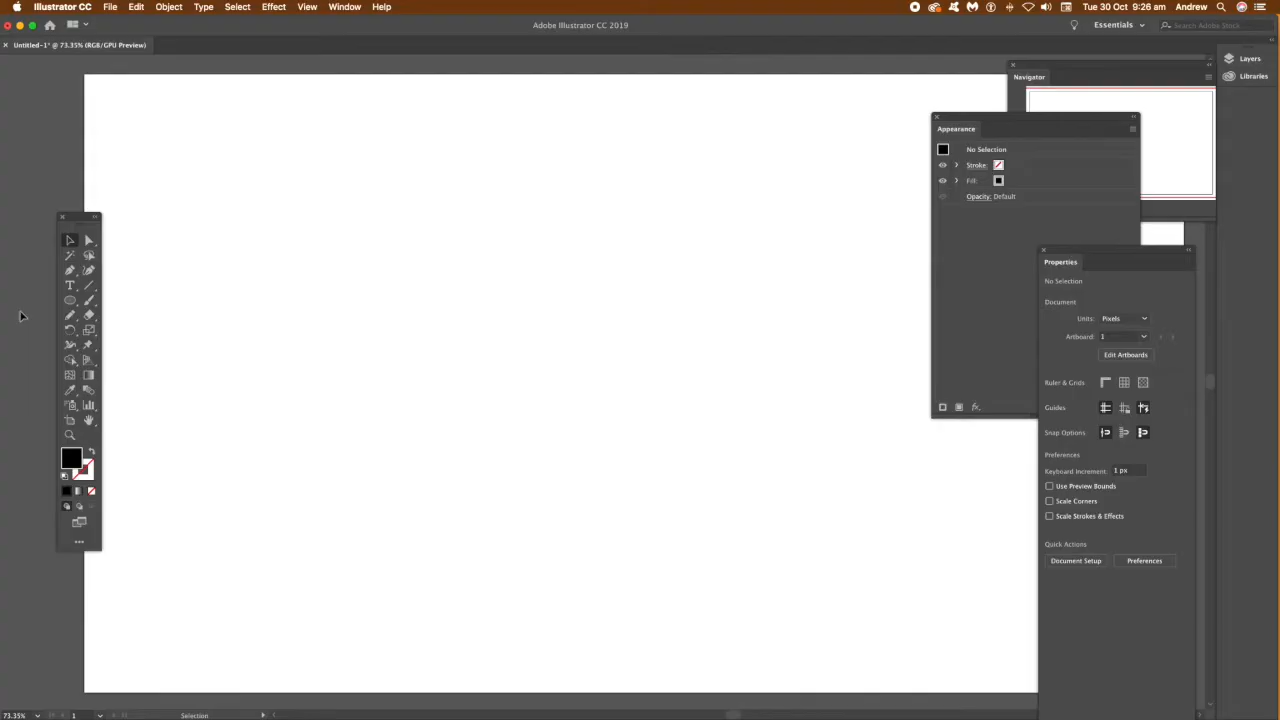 Illustrator CC File Edit Object Type Select Effect View Window Help
Tue 30 Oct 9:26 am Andrew
Adobe Illustrator CC 2019
Essentials
Search Adobe Stock
Untitled-1* @ 73.35% (RGB/GPU Preview)
Layers
Libraries
Navigator
Appearance
No Selection
Stroke:
Fill:
Opacity: Default
Properties
No Selection
Document
Units: Pixels
Artboard: 1
Edit Artboards
Ruler & Grids
Guides
Snap Options
Preferences
Keyboard Increment: 1 px
Use Preview Bounds
Scale Corners
Scale Strokes & Effects
Quick Actions
Document Setup Preferences
73.35% 1 Selection